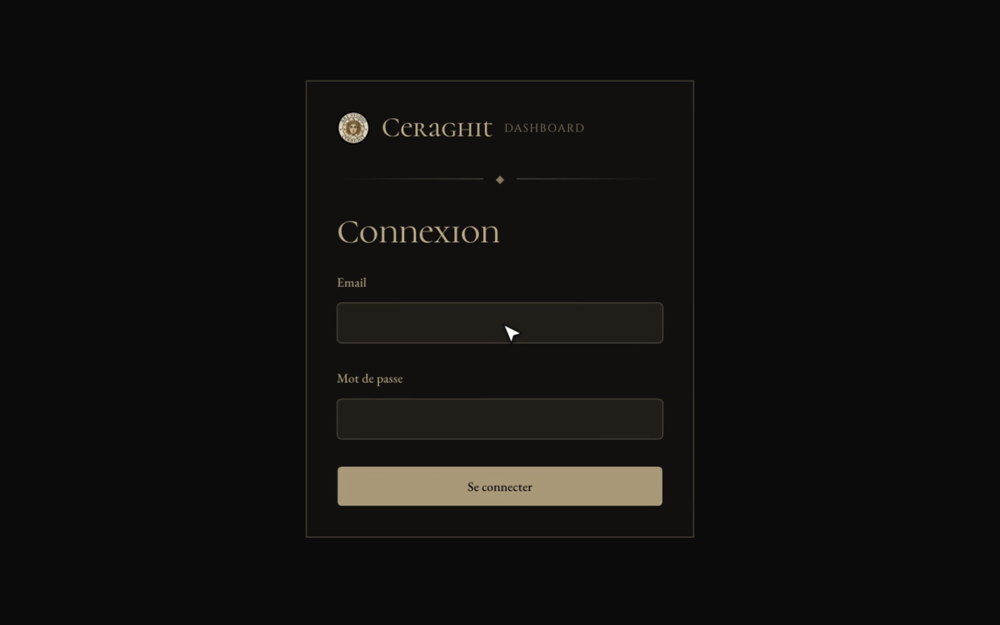 Ceraghit DASHBOARD
Connexion
Email
Mot de passe
Se connecter